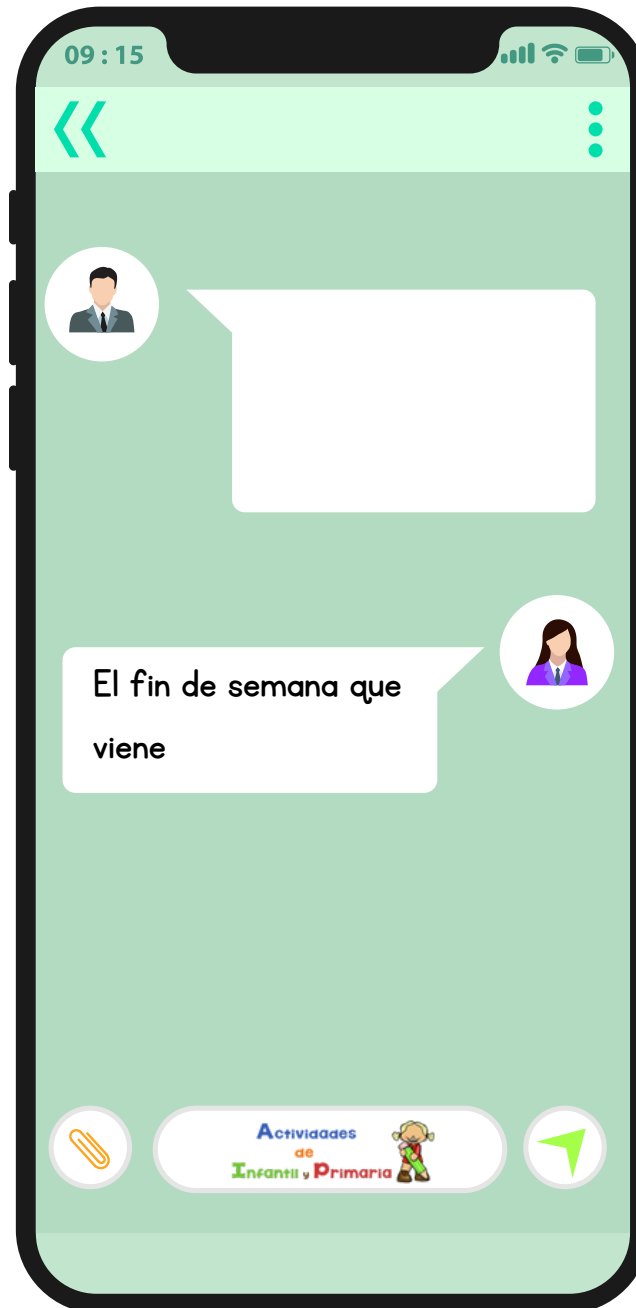 09:15
El fin de semana que
viene
Actividades
de
Infantil y Primaria